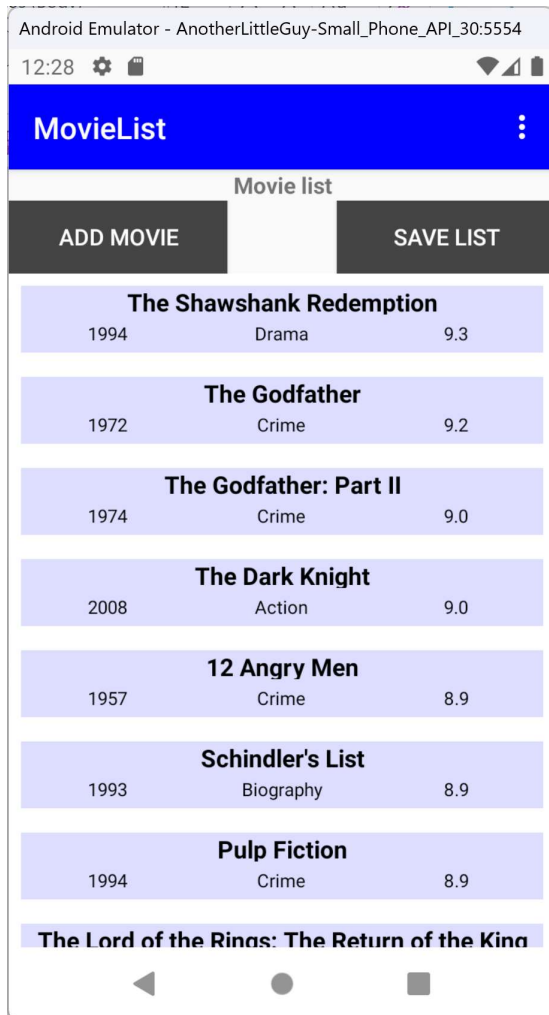 Android Emulator - AnotherLittleGuy-Small_Phone_API_30:5554
12:28
MovieList
Movie list
ADD MOVIE SAVE LIST
The Shawshank Redemption
1994 Drama 9.3
The Godfather
1972 Crime 9.2
The Godfather: Part II
1974 Crime 9.0
The Dark Knight
2008 Action 9.0
12 Angry Men
1957 Crime 8.9
Schindler's List
1993 Biography 8.9
Pulp Fiction
1994 Crime 8.9
The Lord of the Rings: The Return of the King